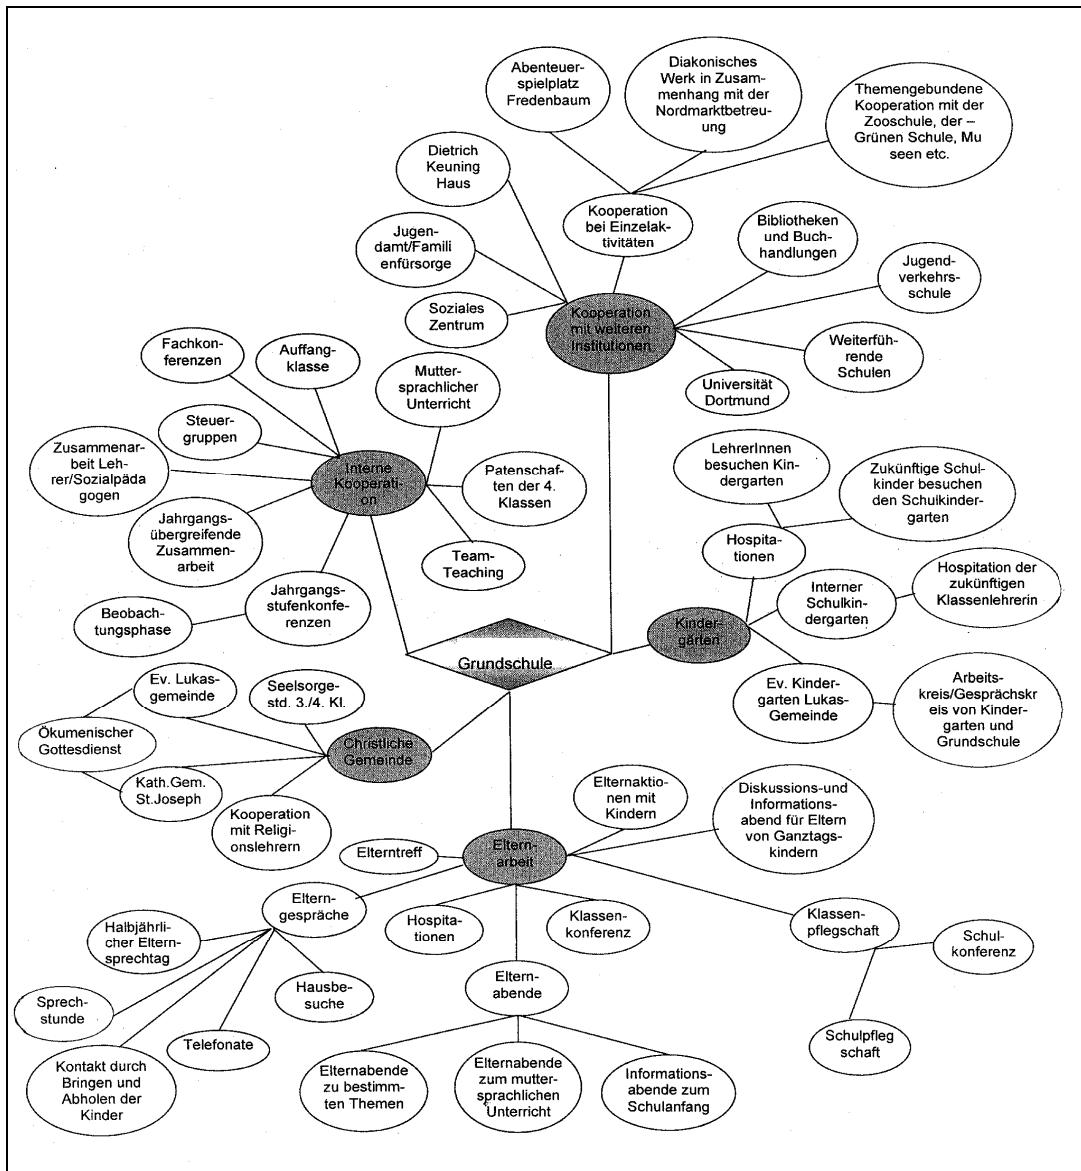 Abenteuer-
spielplatz
Fredenbaum
Diakonisches
Werk in Zusam-
menhang mit der
Nordmarktbetreu-
ung
Themengebundene
Kooperation mit der
Zooschule, der –
Grünen Schule, Mu
seen etc.
Dietrich
Keuning
Haus
Kooperation
bei Einzelak-
tivitäten
Bibliotheken
und Buch-
handlungen
Jugen-
damt/Famili
enfürsorge
Jugend-
verkehrs-
schule
Soziales
Zentrum
Kooperation
mit weiteren
Institutionen
Weiterfüh-
rende
Schulen
Universität
Dortmund
Fachkon-
ferenzen
Auffang-
klasse
Mutter-
sprachlicher
Unterricht
Steuer-
gruppen
Zusammenar-
beit Leh-
rer/Sozialpäda
gogen
Interne
Kooperati-
on
Patenschaf-
ten der 4.
Klassen
Jahrgangs-
übergreifende
Zusammen-
arbeit
Team-
Teaching
Jahrgangs-
stufenkonfe-
renzen
Beobach-
tungsphase
LehrerInnen
besuchen Kin-
dergarten
Zukünftige Schul-
kinder besuchen
den Schulkinder-
garten
Hospita-
tionen
Interner
Schulkin-
dergarten
Hospitation der
zukünftigen
Klassenlehrerin
Kinder-
gärten
Grundschule
Ev. Kinder-
garten Lukas-
Gemeinde
Arbeits-
kreis/Gesprächskr
eis von Kinder-
garten und
Grundschule
Ev. Lukas-
gemeinde
Seelsorge-
std. 3./4. Kl.
Ökumenischer
Gottesdienst
Christliche
Gemeinde
Kath.Gem.
St.Joseph
Kooperation
mit Religi-
onslehrern
Elternaktio-
nen mit
Kindern
Diskussions-und
Informations-
abend für Eltern
von Ganztags-
kindern
Elterntreff
Eltern-
arbeit
Eltern-
gespräche
Hospita-
tionen
Klassen-
konferenz
Klassen-
pflegschaft
Halbjährli-
cher Eltern-
sprechtag
Schul-
konferenz
Eltern-
abende
Hausbe-
suche
Sprech-
stunde
Telefonate
Schulpfleg
schaft
Kontakt durch
Bringen und
Abholen der
Kinder
Elternabende
zu bestimm-
ten Themen
Elternabende
zum mutter-
sprachlichen
Unterricht
Informations-
abende zum
Schulanfang